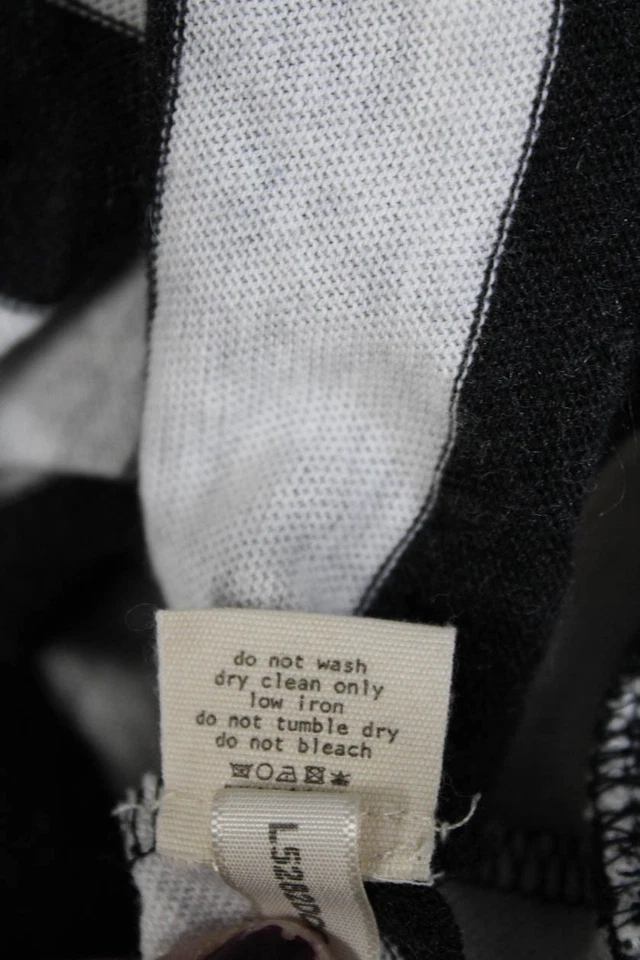 do not wash
dry clean only
low iron
do not tumble dry
do not bleach